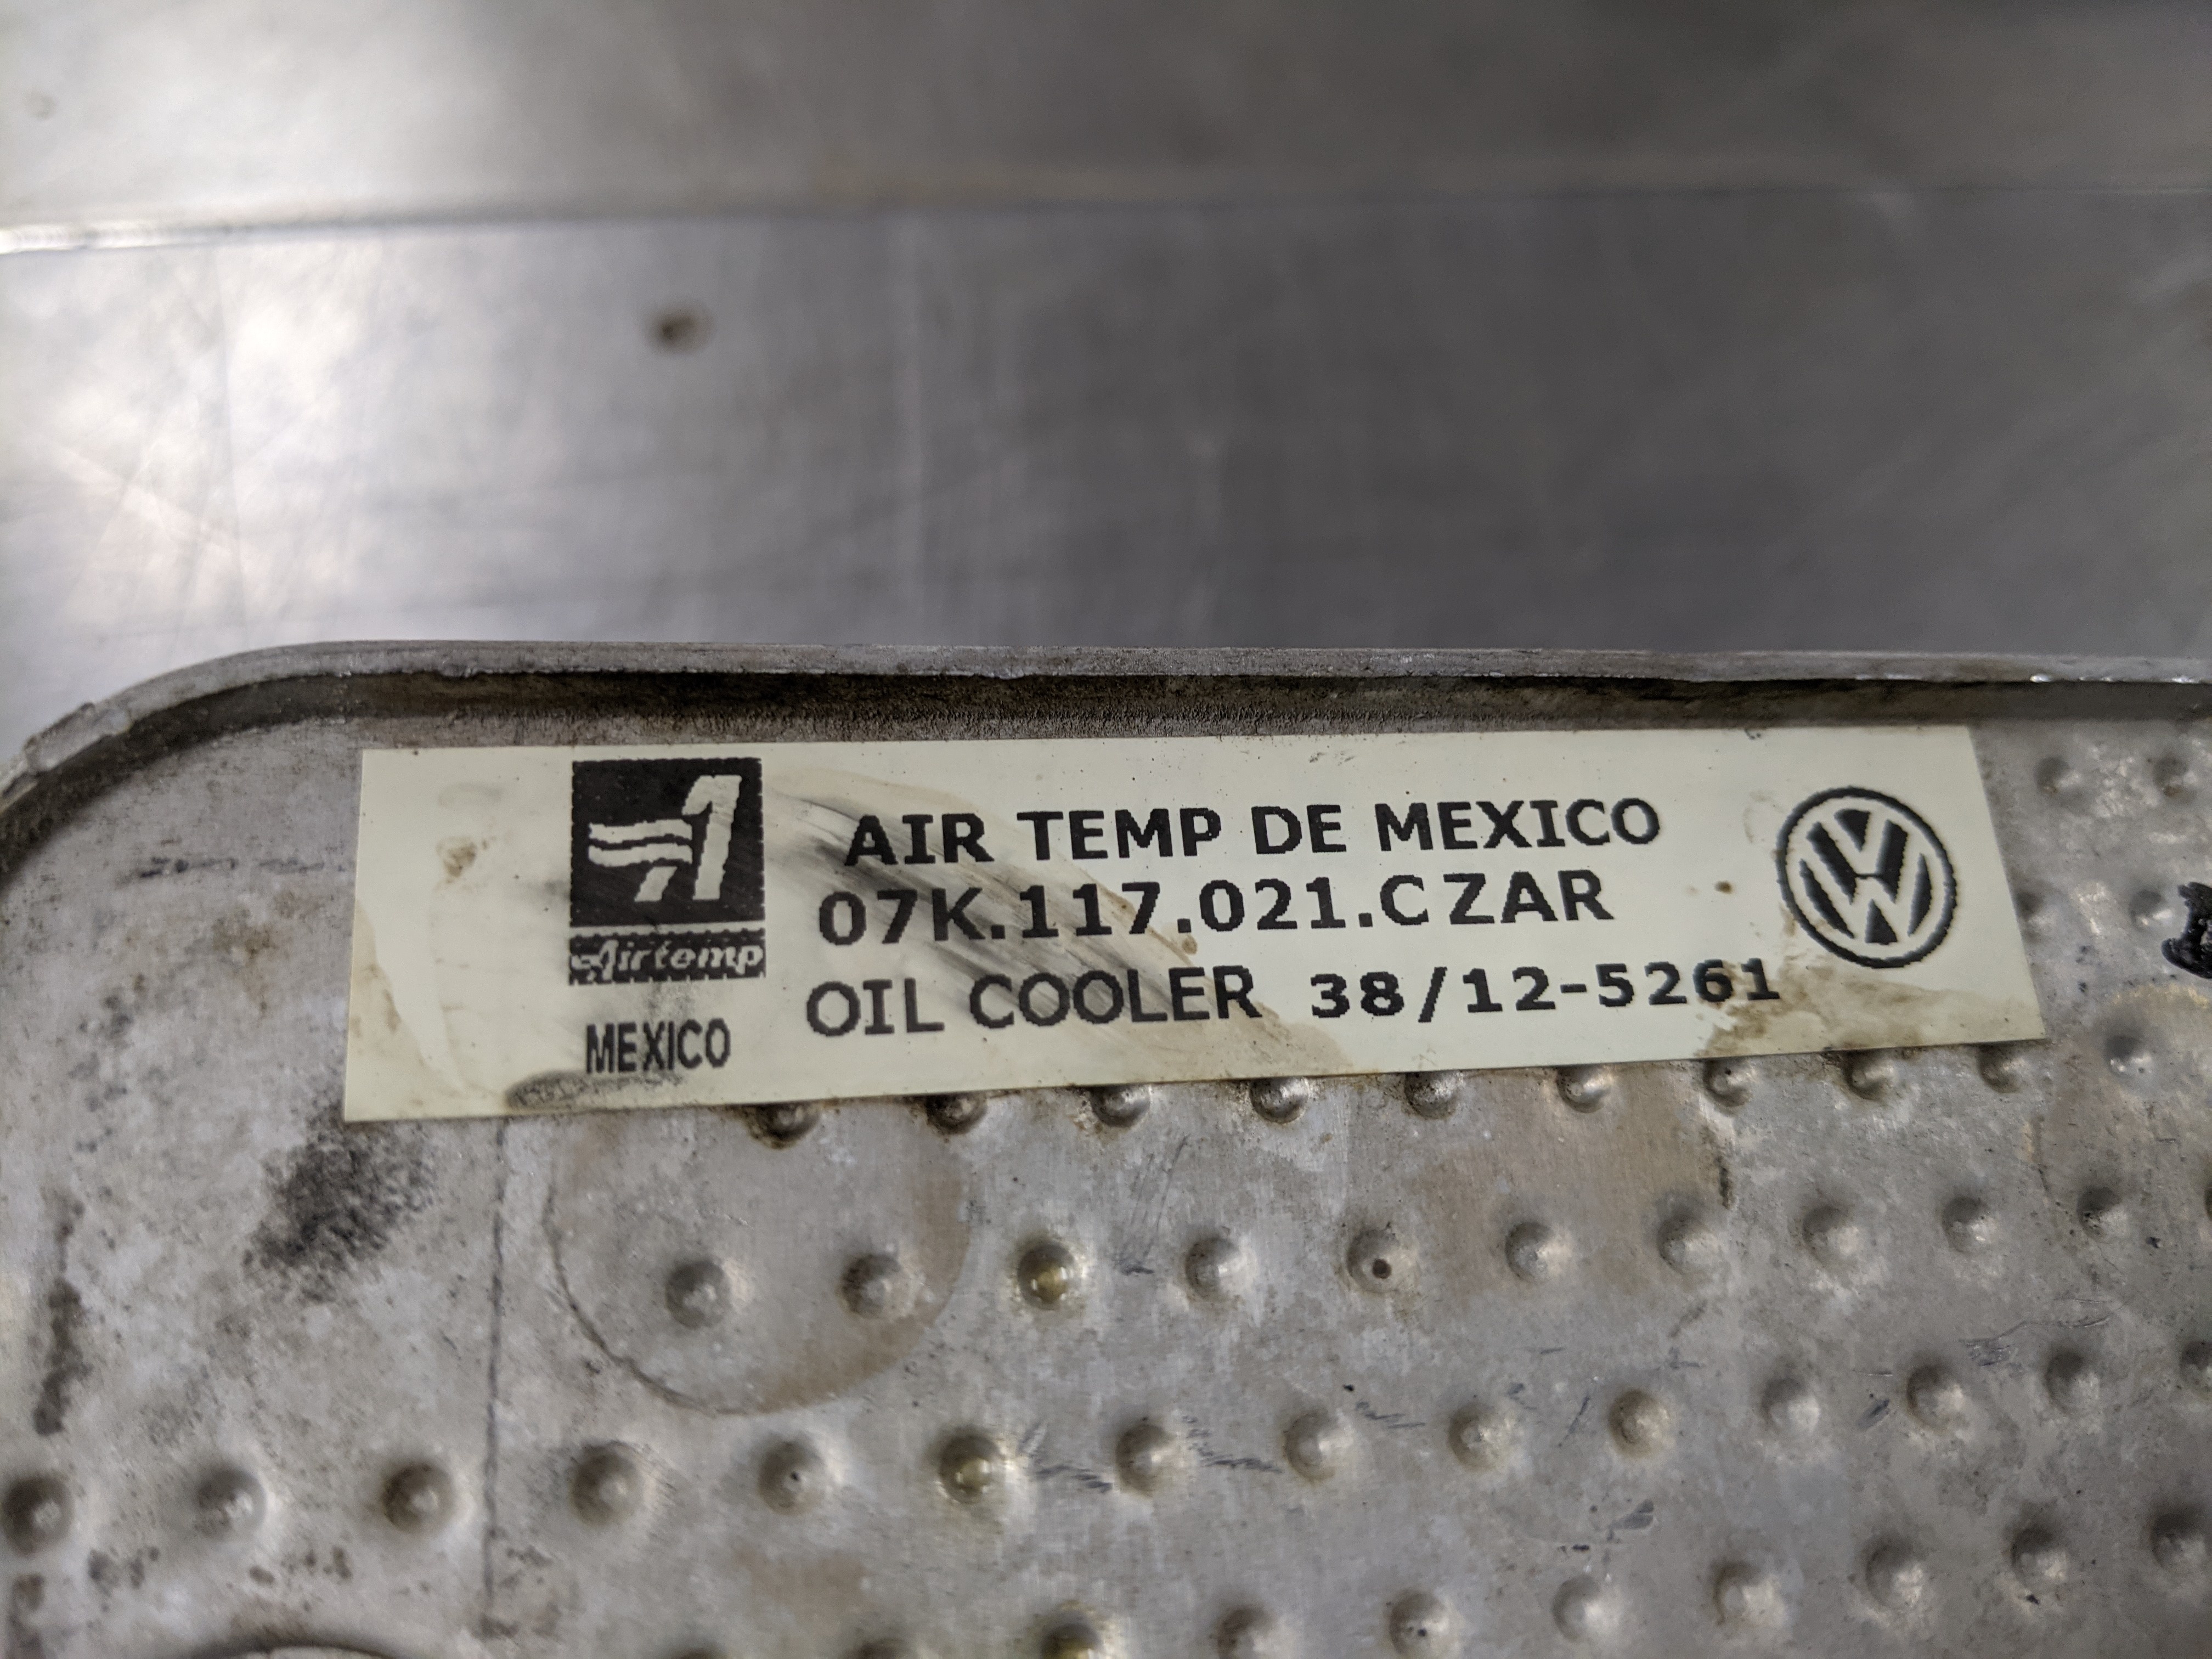 AIR TEMP DE MEXICO
07K.117.021.C ZAR
OIL COOLER 38/12-5261
Airtemp
MEXICO
VW